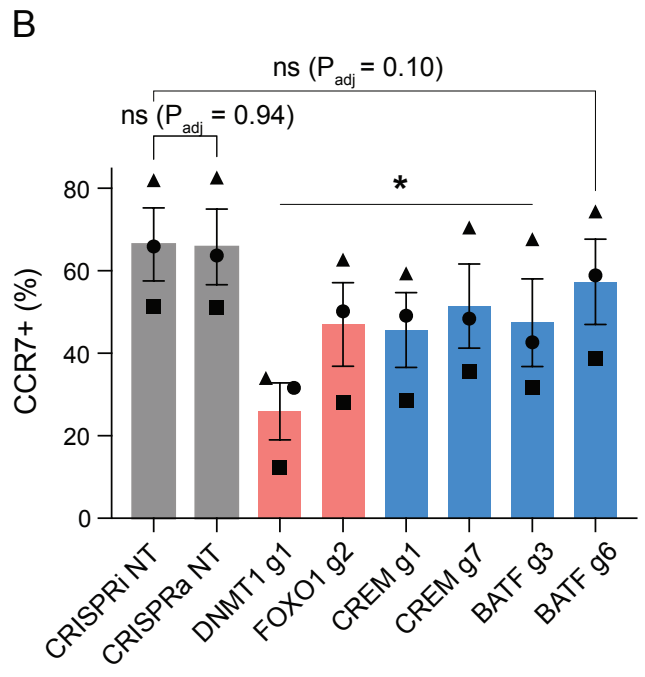 B
ns (Padj = 0.10)
ns (Padj = 0.94)
*
CCR7+ (%)
80
60
40
20
0
CRISPRi NT
CRISPRa NT
DNMT1 g1
FOXO1 g2
CREM g1
CREM g7
BATF g3
BATF g6